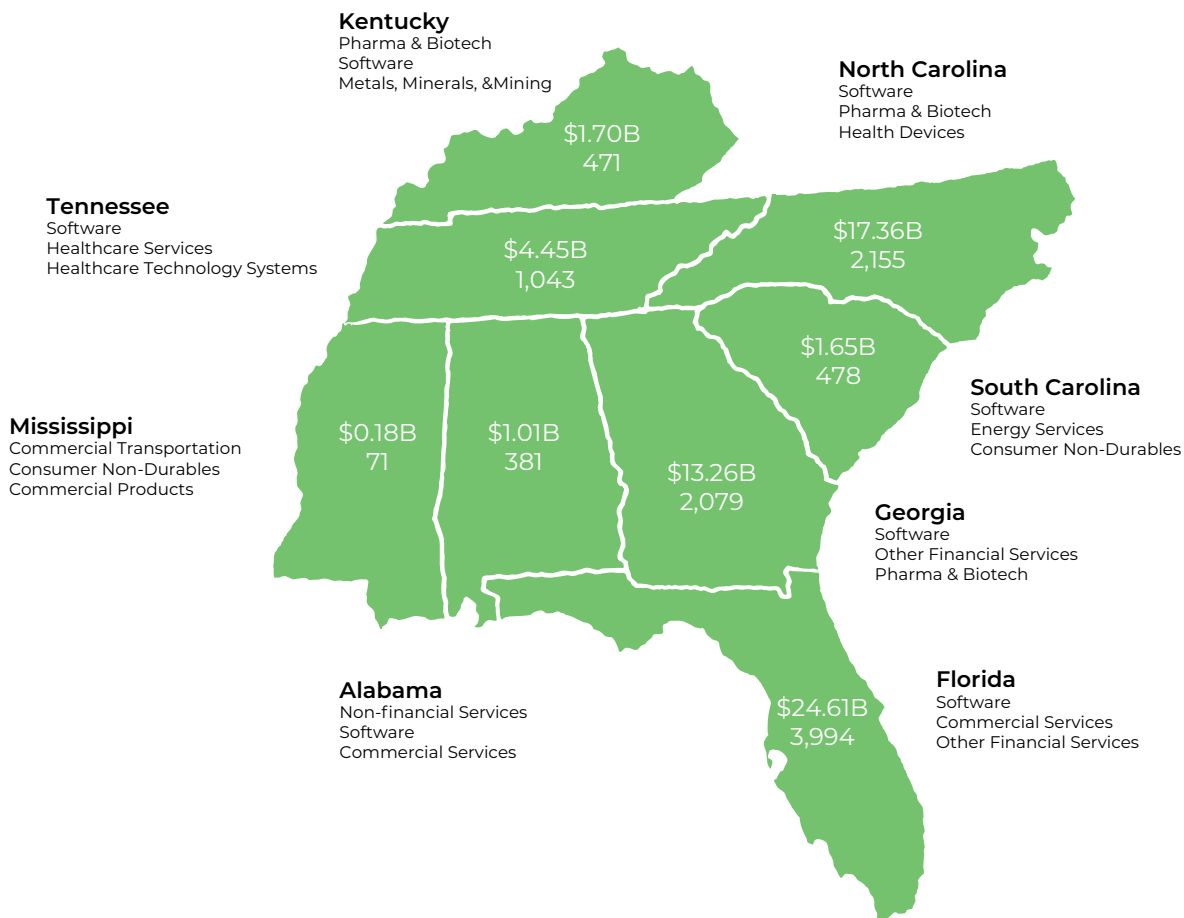 Kentucky
Pharma & Biotech
Software
Metals, Minerals, &Mining
$1.70B
471
North Carolina
Software
Pharma & Biotech
Health Devices
$17.36B
2,155
Tennessee
Software
Healthcare Services
Healthcare Technology Systems
$4.45B
1,043
$1.65B
478
South Carolina
Software
Energy Services
Consumer Non-Durables
Mississippi
Commercial Transportation
Consumer Non-Durables
Commercial Products
$0.18B
71
$1.01B
381
$13.26B
2,079
Georgia
Software
Other Financial Services
Pharma & Biotech
Alabama
Non-financial Services
Software
Commercial Services
$24.61B
3,994
Florida
Software
Commercial Services
Other Financial Services